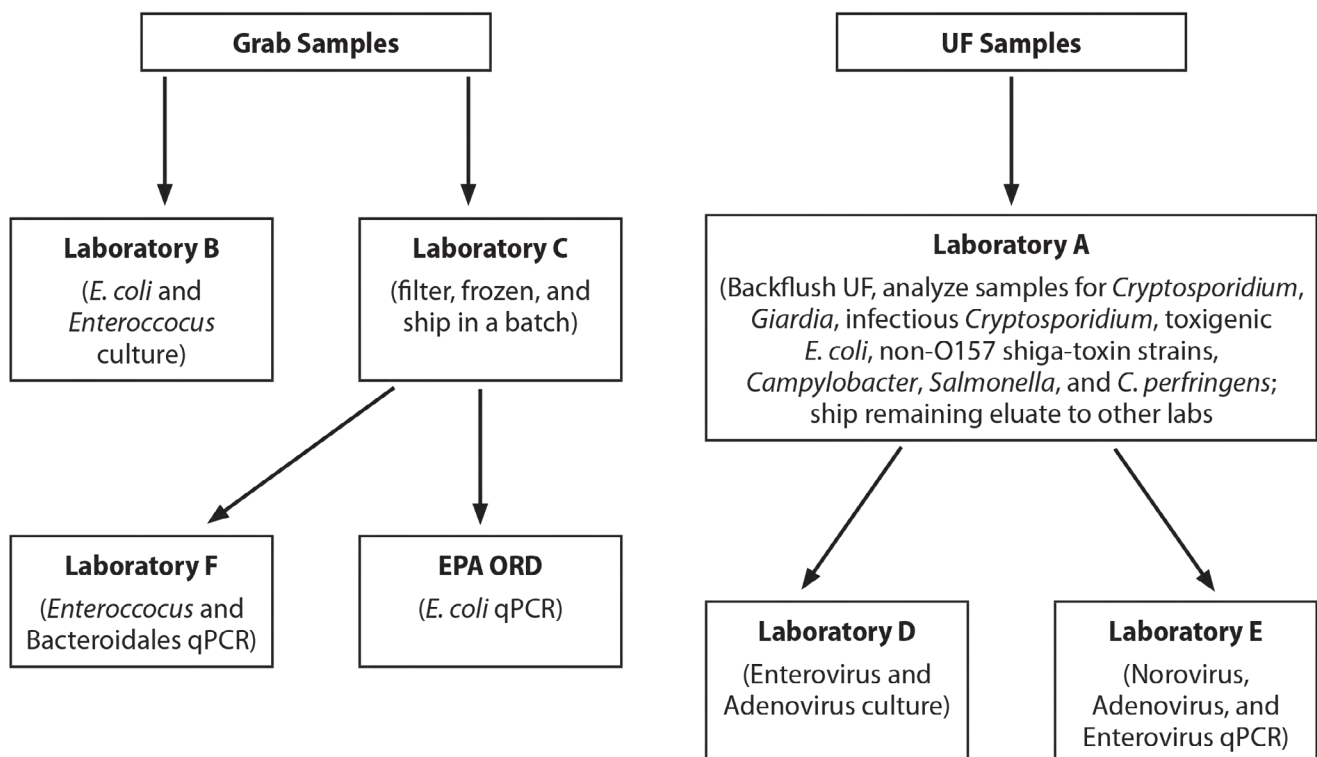 Grab Samples
UF Samples
Laboratory B
(E. coli and
Enteroccocus
culture)
Laboratory C
(filter, frozen, and
ship in a batch)
Laboratory A
(Backflush UF, analyze samples for Cryptosporidium,
Giardia, infectious Cryptosporidium, toxigenic
E. coli, non-O157 shiga-toxin strains,
Campylobacter, Salmonella, and C. perfringens;
ship remaining eluate to other labs
Laboratory F
(Enteroccocus and
Bacteroidales qPCR)
EPA ORD
(E. coli qPCR)
Laboratory D
(Enterovirus and
Adenovirus culture)
Laboratory E
(Norovirus,
Adenovirus, and
Enterovirus qPCR)